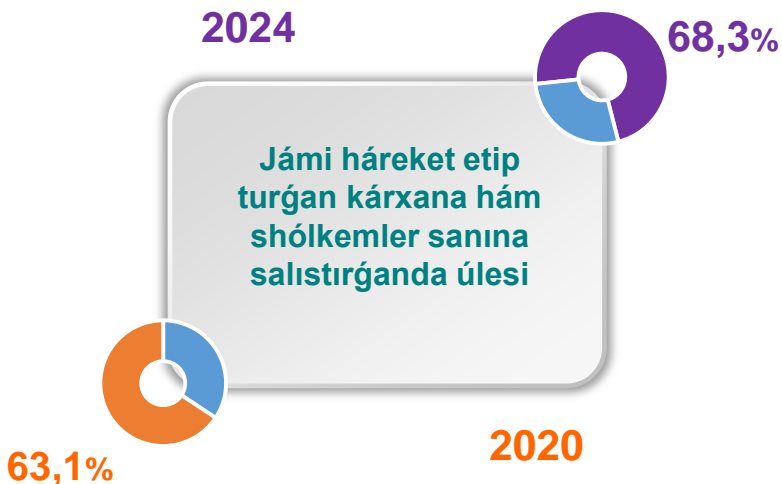 2024
68,3%
Jámi háreket etip
turǵan kárxana hám
shólkemler sanına
salıstırǵanda úlesi
2020
63,1%